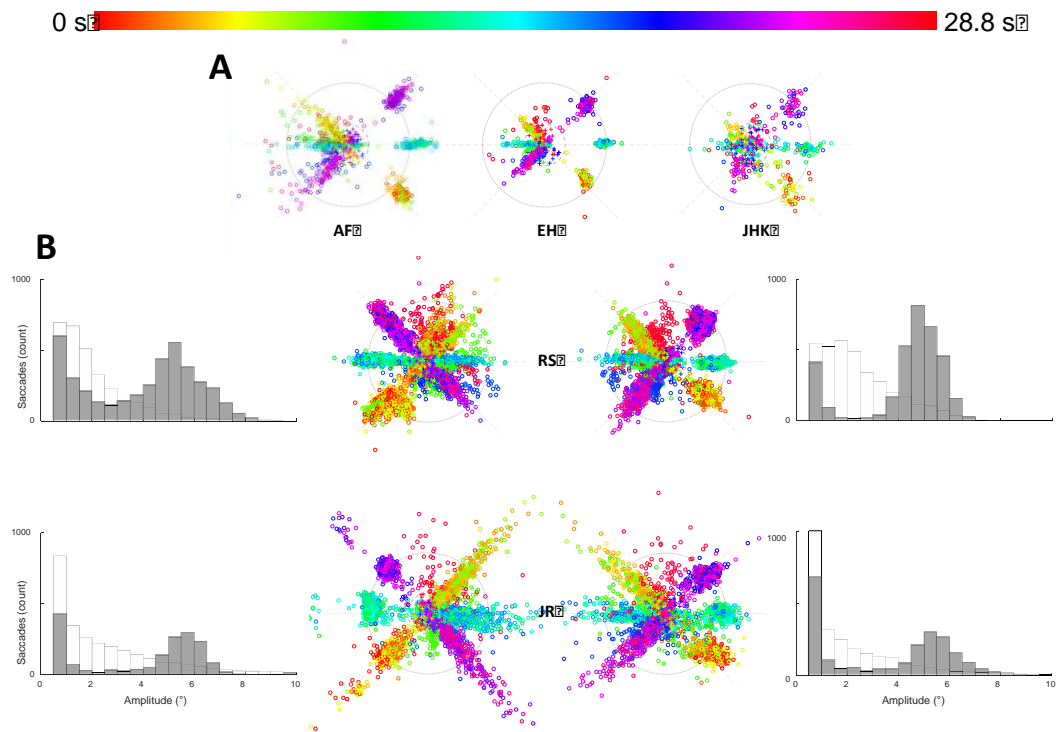 0 s 28.8 s
A
AF EH JHK
B
1000 1000
Saccades (count)
RS
0 0
1000 1000
Saccades (count)
JR
0 0
0 2 4 6 8 10 0 2 4 6 8 10
Amplitude (°) Amplitude (°)